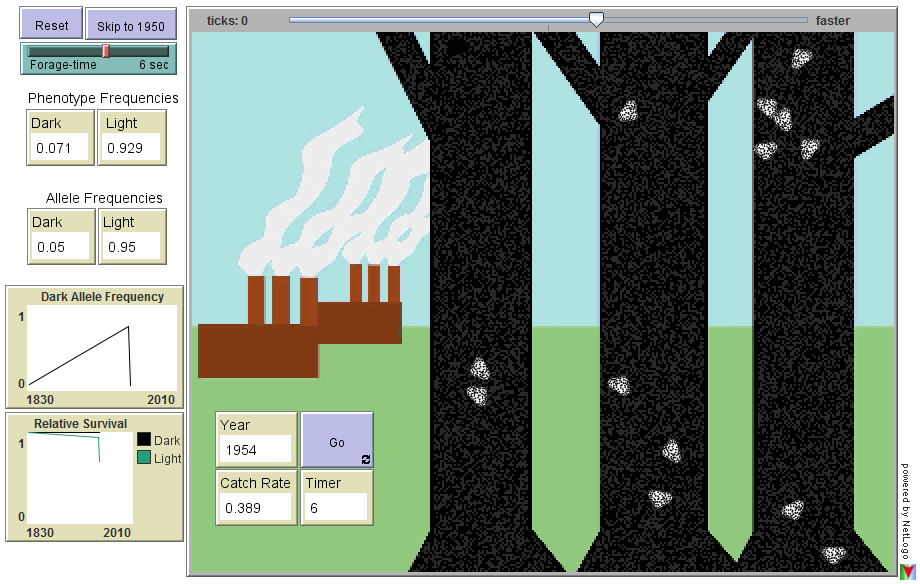 Reset
Skip to 1950
ticks: 0
faster
Forage-time
6 sec
Phenotype Frequencies
Dark
Light
0.071
0.929
Allele Frequencies
Dark
Light
0.05
0.95
Dark Allele Frequency
1
0
1830
2010
Relative Survival
1
0
1830
2010
Dark
Light
Year
1954
Go
Catch Rate
0.389
Timer
6
powered by NetLogo